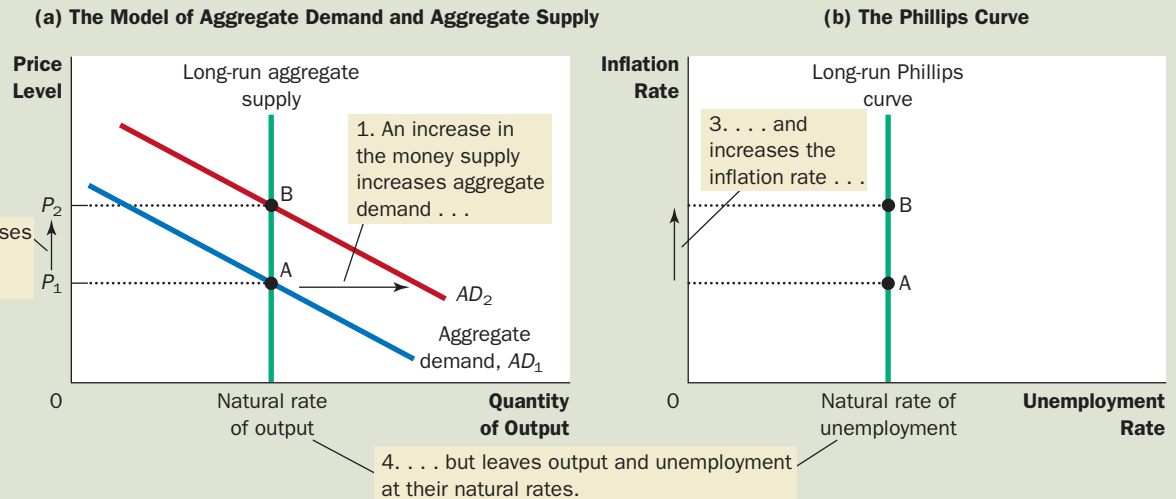 (a) The Model of Aggregate Demand and Aggregate Supply
Price
Level
Long-run aggregate
supply
1. An increase in
the money supply
increases aggregate
demand . . .
P₂
P₁
B
A
AD₂
Aggregate
demand, AD₁
0
Natural rate
of output
Quantity
of Output
(b) The Phillips Curve
Inflation
Rate
Long-run Phillips
curve
3. . . . and
increases the
inflation rate . . .
B
A
0
Natural rate of
unemployment
Unemployment
Rate
4. . . . but leaves output and unemployment
at their natural rates.